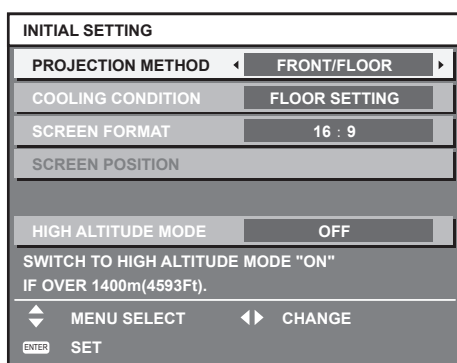 INITIAL SETTING
PROJECTION METHOD FRONT/FLOOR
COOLING CONDITION FLOOR SETTING
SCREEN FORMAT 16 : 9
SCREEN POSITION
HIGH ALTITUDE MODE OFF
SWITCH TO HIGH ALTITUDE MODE "ON"
IF OVER 1400m(4593Ft).
MENU SELECT CHANGE
ENTER SET